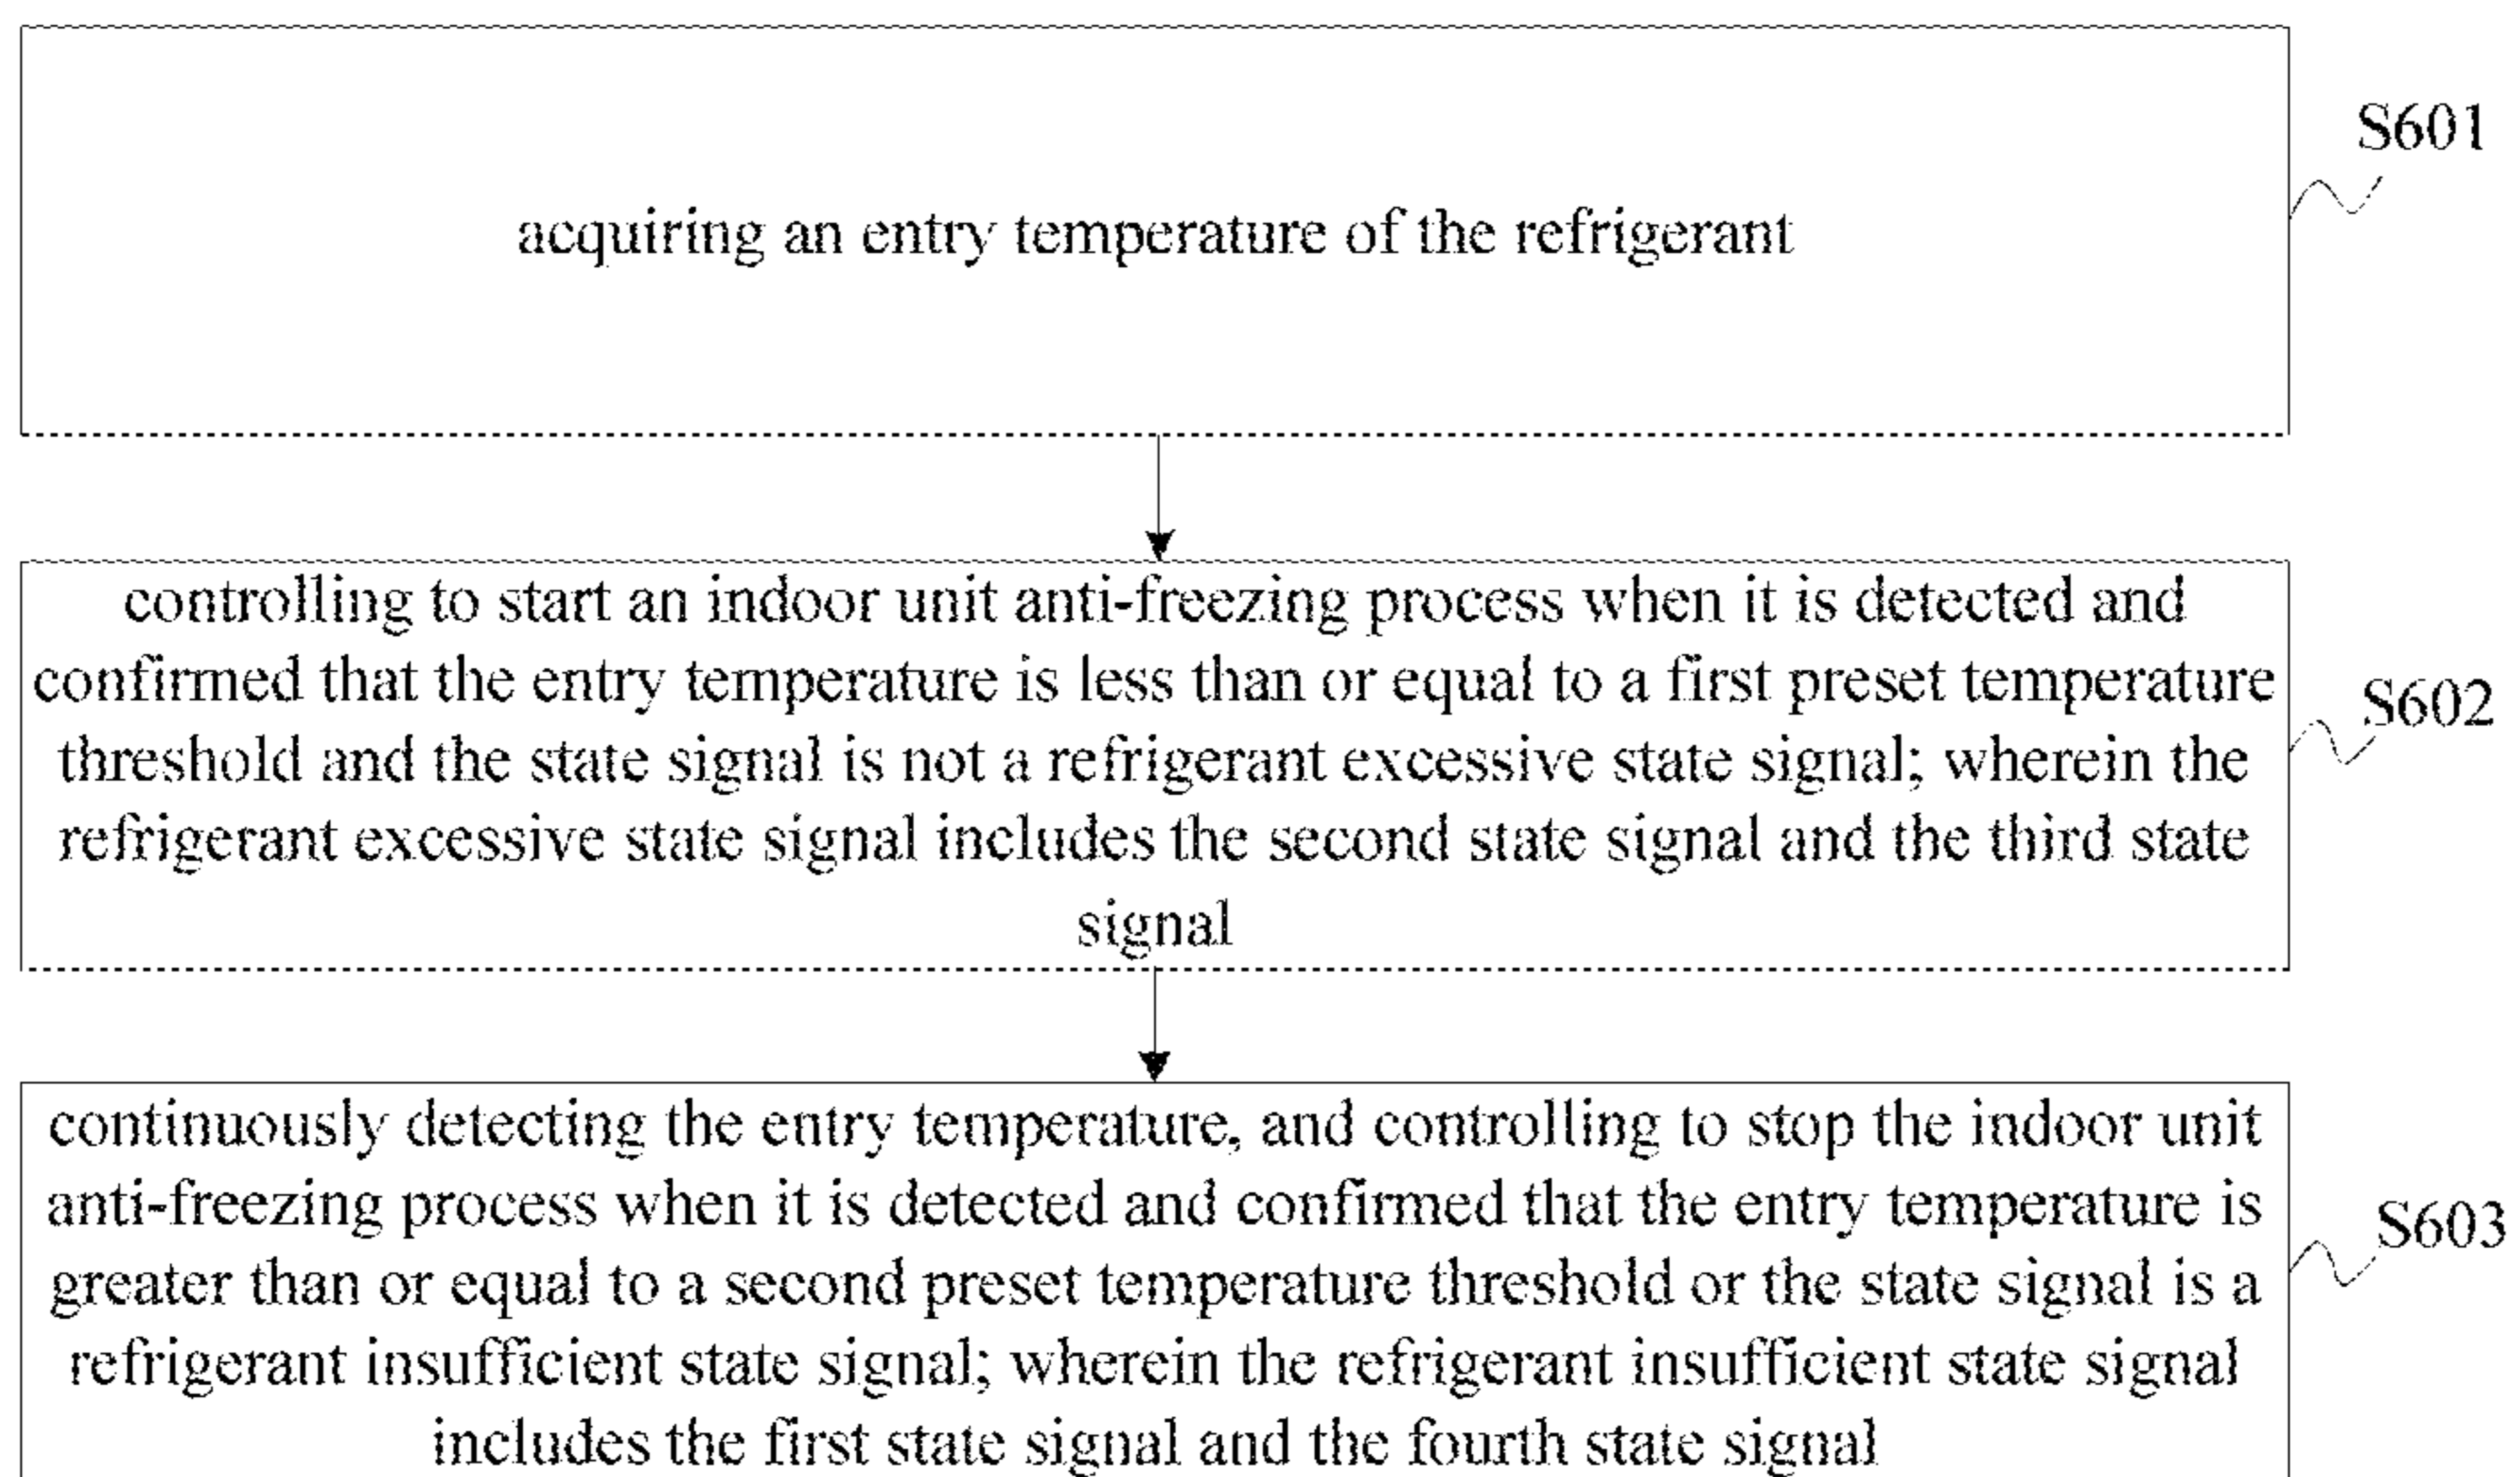 S601
acquiring an entry temperature of the refrigerant
controlling to start an indoor unit anti-freezing process when it is detected and
confirmed that the entry temperature is less than or equal to a first preset temperature
threshold and the state signal is not a refrigerant excessive state signal; wherein the
refrigerant excessive state signal includes the second state signal and the third state
signal
S602
continuously detecting the entry temperature, and controlling to stop the indoor unit
anti-freezing process when it is detected and confirmed that the entry temperature is
greater than or equal to a second preset temperature threshold or the state signal is a
refrigerant insufficient state signal; wherein the refrigerant insufficient state signal
includes the first state signal and the fourth state signal
S603